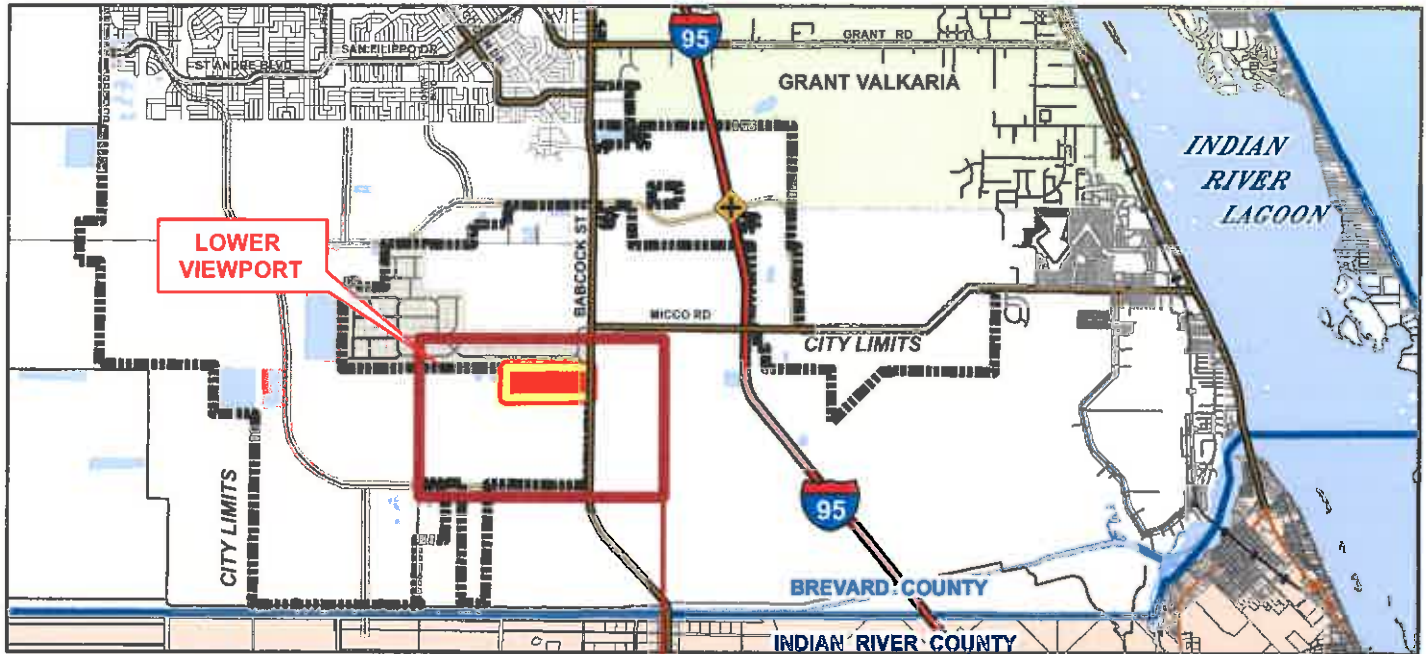 95
GRANT RD
SAN FILIPPO DR
ST ANDRE BLVD
GRANT VALKARIA
INDIAN
RIVER
LAGOON
LOWER
VIEWPORT
BABCOCK ST
MICCO RD
CITY LIMITS
CITY LIMITS
95
BREVARD COUNTY
INDIAN RIVER COUNTY